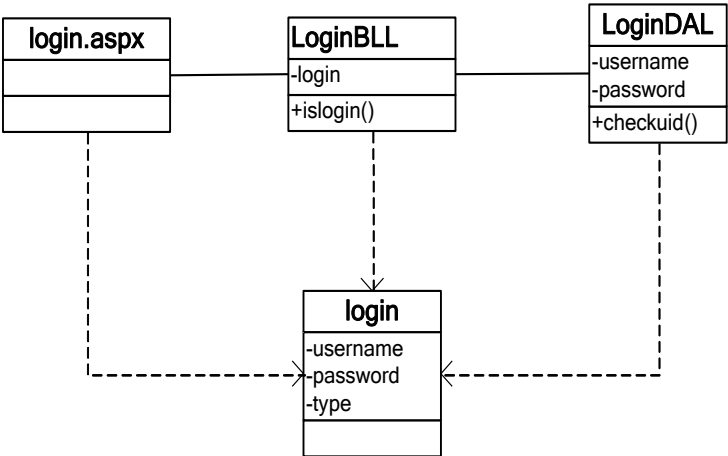 login.aspx
LoginBLL
-login
+islogin()
LoginDAL
-username
-password
+checkuid()
login
-username
-password
-type